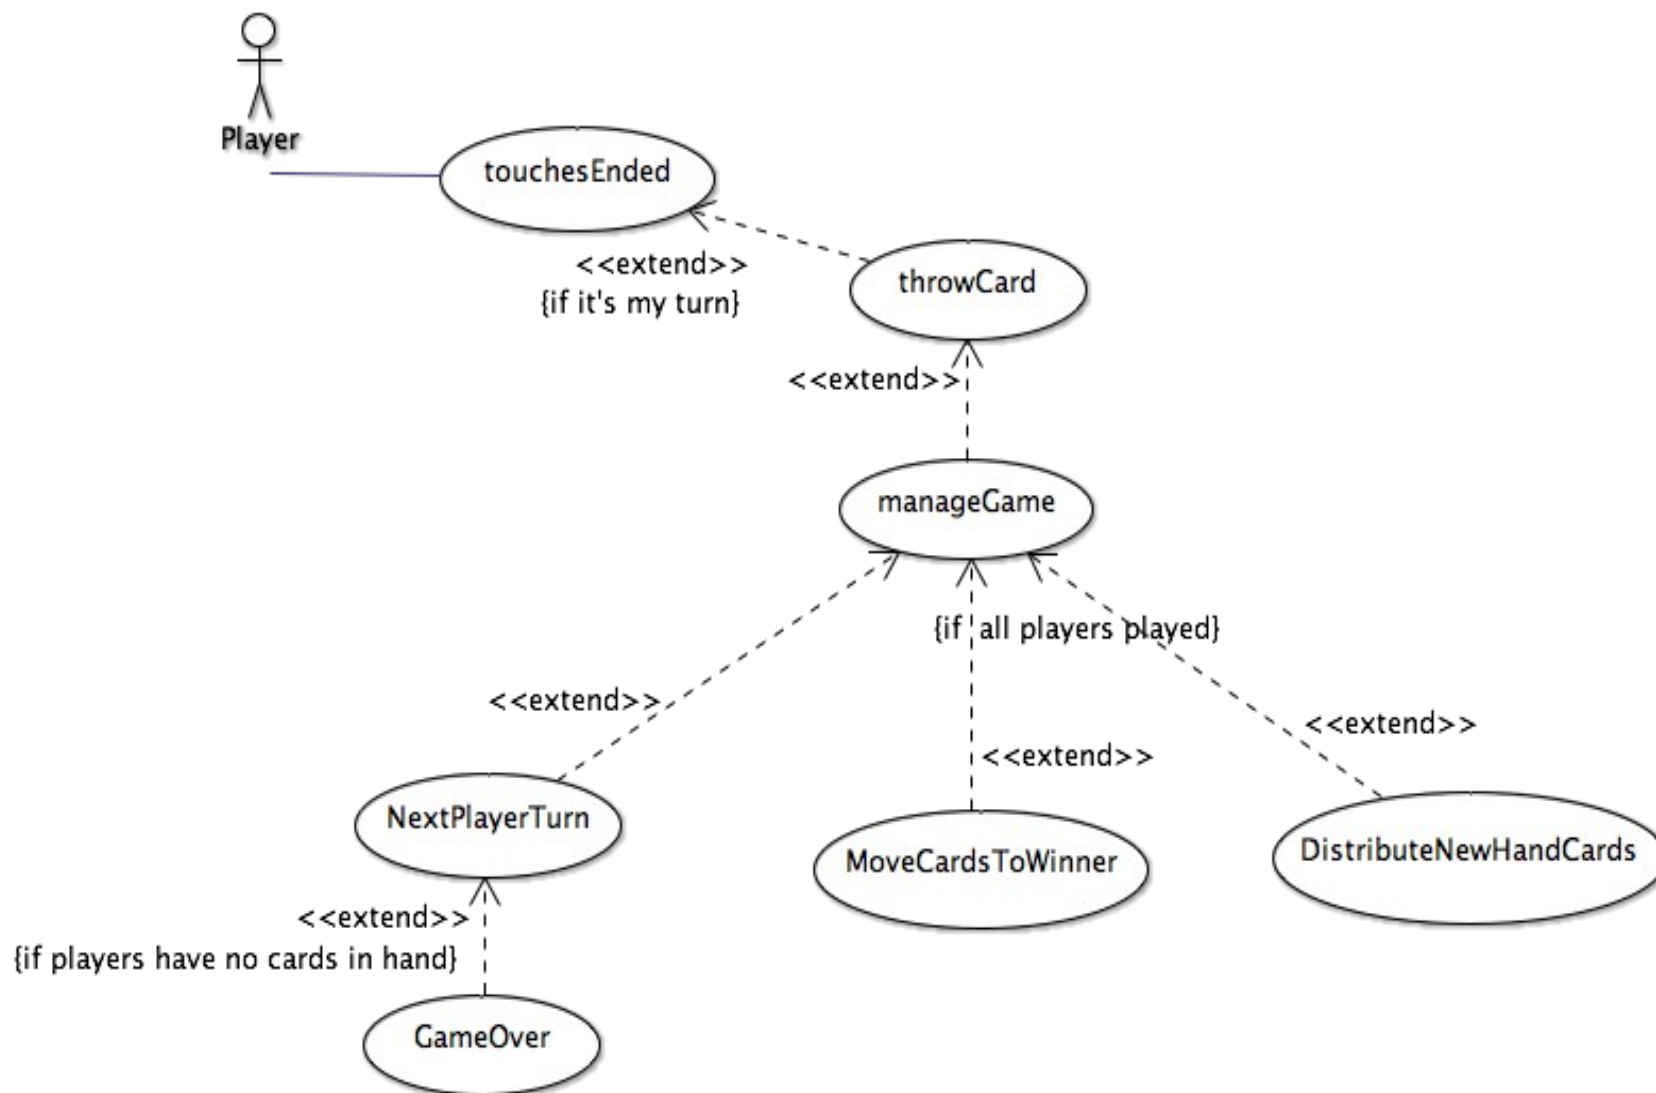 Player
touchesEnded
<<extend>>
{if it's my turn}
throwCard
<<extend>>
manageGame
{if all players played}
<<extend>>
<<extend>>
<<extend>>
NextPlayerTurn
MoveCardsToWinner
DistributeNewHandCards
<<extend>>
{if players have no cards in hand}
GameOver